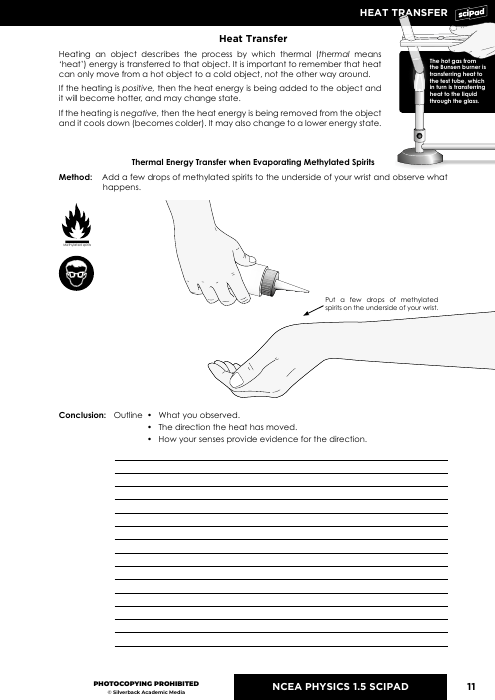 HEAT TRANSFER scipad
Heat Transfer
Heating an object describes the process by which thermal (thermal means
‘heat’) energy is transferred to that object. It is important to remember that heat
can only move from a hot object to a cold object, not the other way around.
If the heating is positive, then the heat energy is being added to the object and
it will become hotter, and may change state.
If the heating is negative, then the heat energy is being removed from the object
and it cools down (becomes colder). It may also change to a lower energy state.
The hot gas from
the Bunsen burner is
transferring heat to
the test tube, which
in turn is transferring
heat to the liquid
through the glass.
Thermal Energy Transfer when Evaporating Methylated Spirits
Method: Add a few drops of methylated spirits to the underside of your wrist and observe what
happens.
Put a few drops of methylated
spirits on the underside of your wrist.
Conclusion: Outline • What you observed.
• The direction the heat has moved.
• How your senses provide evidence for the direction.
PHOTOCOPYING PROHIBITED
© Silverback Academic Media
NCEA PHYSICS 1.5 SCIPAD
11